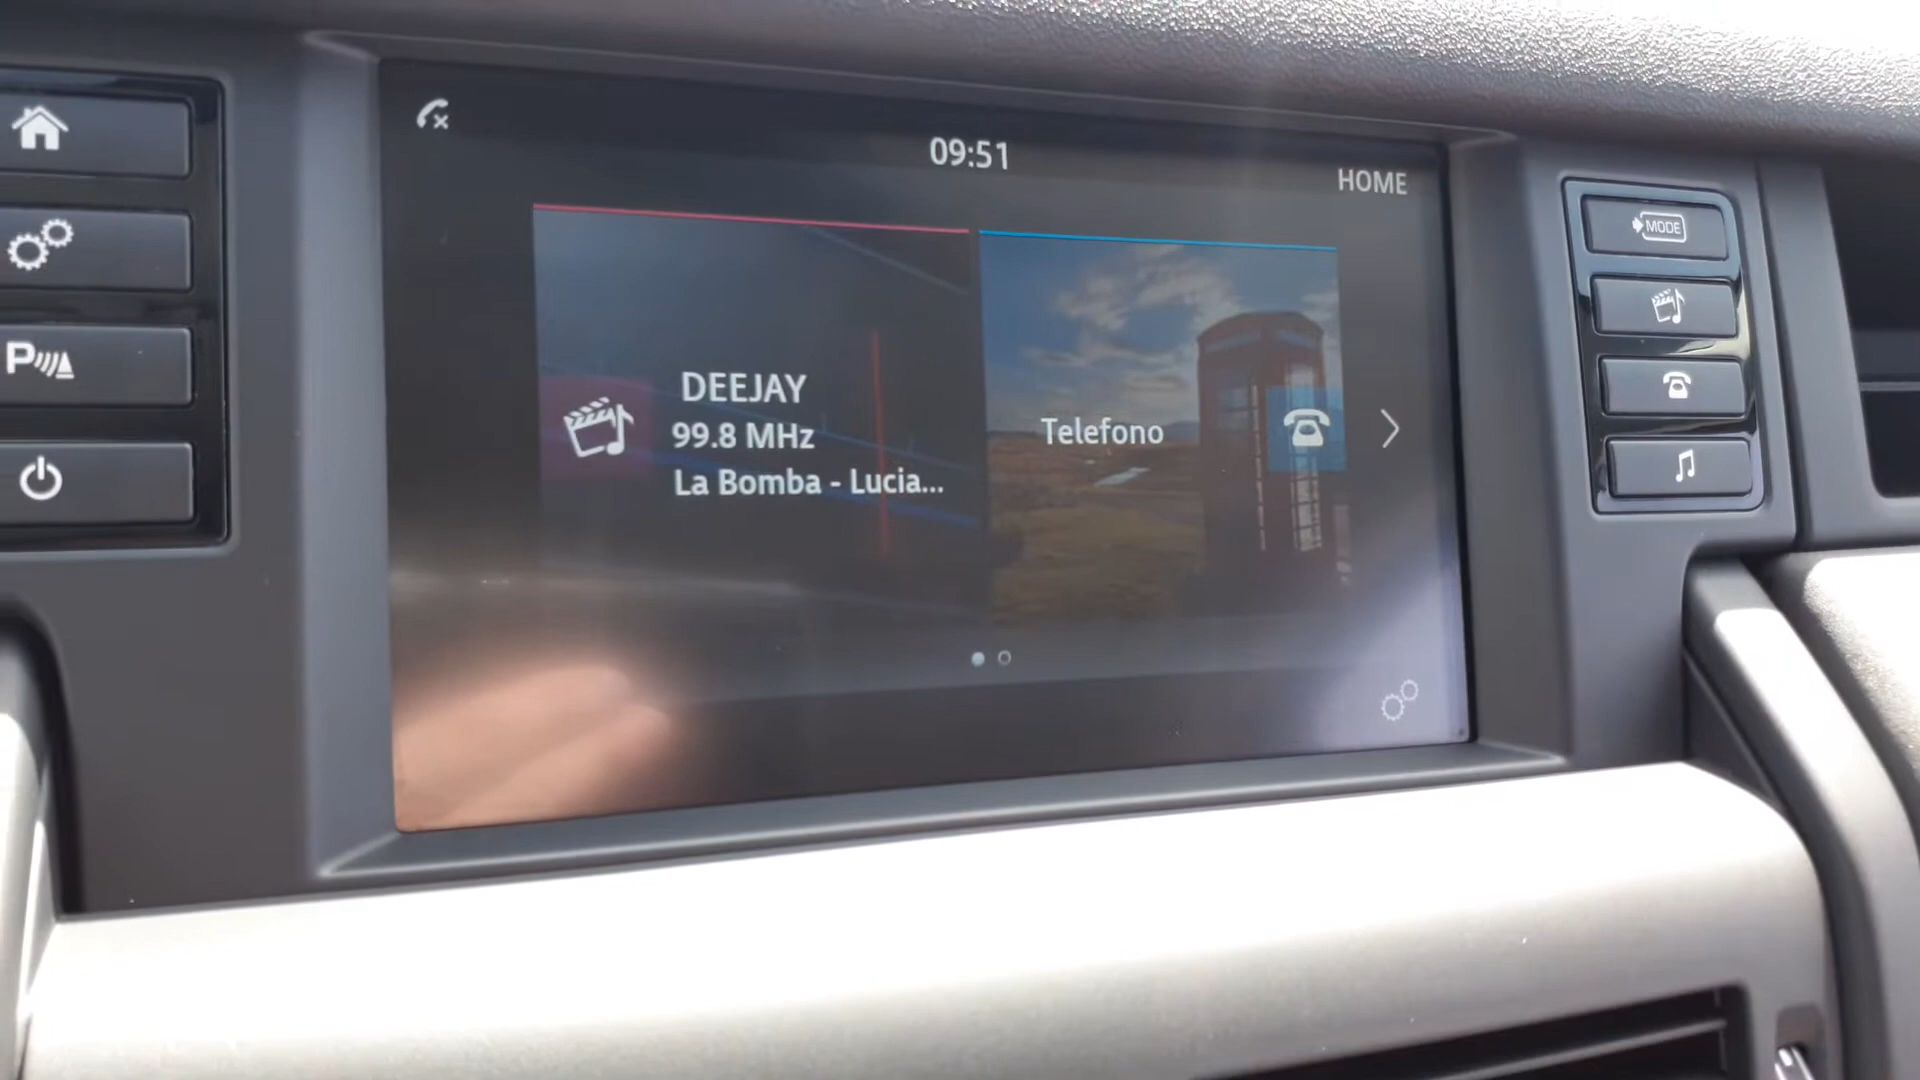 09:51
HOME
DEEJAY
99.8 MHz
La Bomba - Lucia...
Telefono
MODE
P